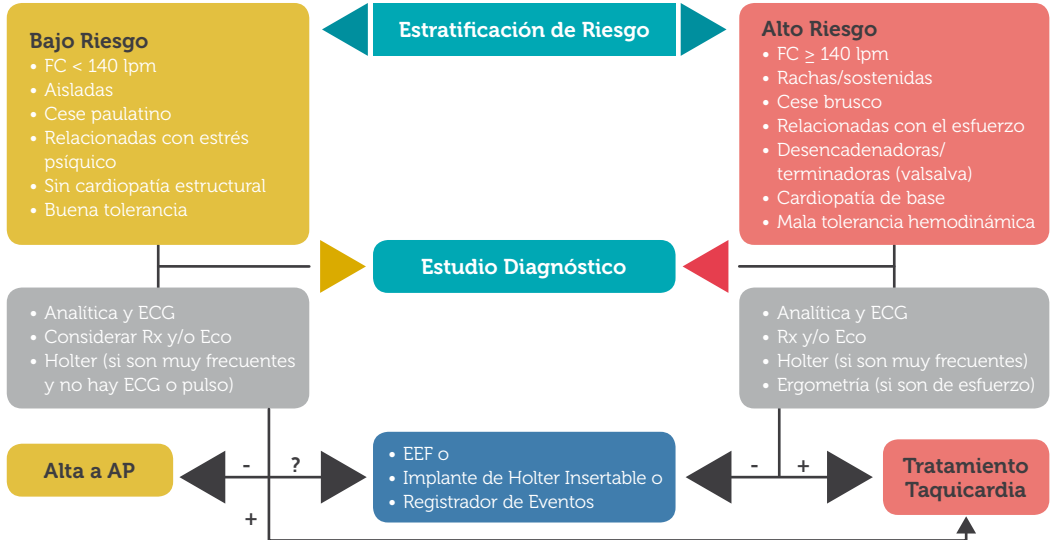 Estratificación de Riesgo
Bajo Riesgo
• FC < 140 lpm
• Aisladas
• Cese paulatino
• Relacionadas con estrés
psíquico
• Sin cardiopatía estructural
• Buena tolerancia
Alto Riesgo
• FC ≥ 140 lpm
• Rachas/sostenidas
• Cese brusco
• Relacionadas con el esfuerzo
• Desencadenadoras/
terminadoras (valsalva)
• Cardiopatía de base
• Mala tolerancia hemodinámica
Estudio Diagnóstico
• Analítica y ECG
• Considerar Rx y/o Eco
• Holter (si son muy frecuentes
y no hay ECG o pulso)
• Analítica y ECG
• Rx y/o Eco
• Holter (si son muy frecuentes)
• Ergometría (si son de esfuerzo)
Alta a AP
-
?
+
• EEF o
• Implante de Holter Insertable o
• Registrador de Eventos
-
+
Tratamiento
Taquicardia